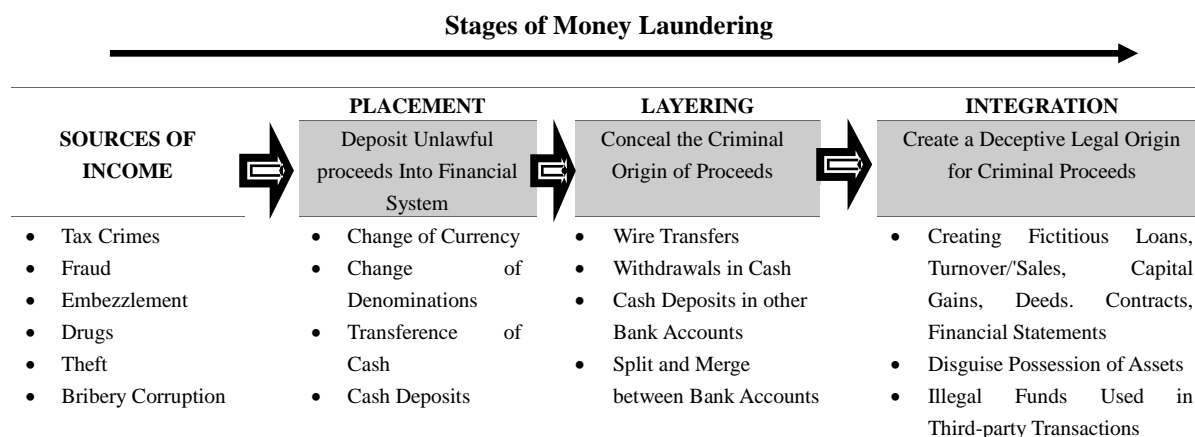 Stages of Money Laundering
SOURCES OF
INCOME
• Tax Crimes
• Fraud
• Embezzlement
• Drugs
• Theft
• Bribery Corruption
PLACEMENT
Deposit Unlawful
proceeds Into Financial
System
• Change of Currency
• Change of
Denominations
• Transference of
Cash
• Cash Deposits
LAYERING
Conceal the Criminal
Origin of Proceeds
• Wire Transfers
• Withdrawals in Cash
• Cash Deposits in other
Bank Accounts
• Split and Merge
between Bank Accounts
INTEGRATION
Create a Deceptive Legal Origin
for Criminal Proceeds
• Creating Fictitious Loans,
Turnover/'Sales, Capital
Gains, Deeds. Contracts,
Financial Statements
• Disguise Possession of Assets
• Illegal Funds Used in
Third-party Transactions